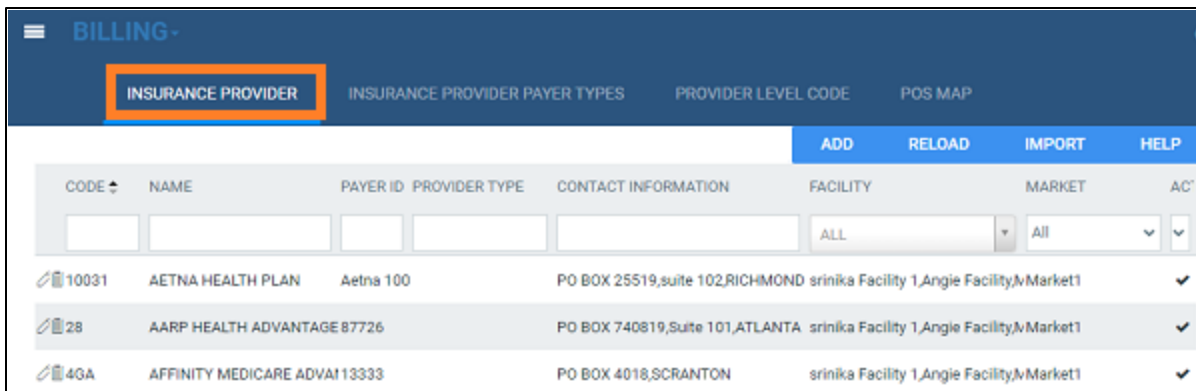 BILLING
INSURANCE PROVIDER INSURANCE PROVIDER PAYER TYPES PROVIDER LEVEL CODE POS MAP
ADD RELOAD IMPORT HELP
CODE NAME PAYER ID PROVIDER TYPE CONTACT INFORMATION FACILITY MARKET ACT
ALL All
10031 AETNA HEALTH PLAN Aetna 100 PO BOX 25519,suite 102,RICHMOND srinika Facility 1,Angie Facility,M Market1
28 AARP HEALTH ADVANTAGE 87726 PO BOX 740819,Suite 101,ATLANTA srinika Facility 1,Angie Facility,M Market1
4GA AFFINITY MEDICARE ADVAI 13333 PO BOX 4018,SCRANTON srinika Facility 1,Angie Facility,M Market1